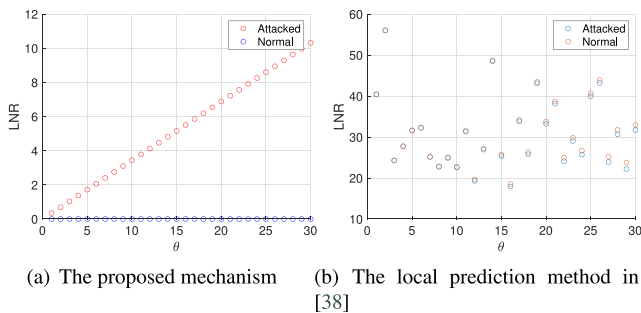 12
10
8
6
4
2
0
LNR
0 5 10 15 20 25 30
θ
Attacked
Normal
60
50
40
30
20
10
LNR
0 5 10 15 20 25 30
θ
Attacked
Normal
(a) The proposed mechanism
(b) The local prediction method in
[38]